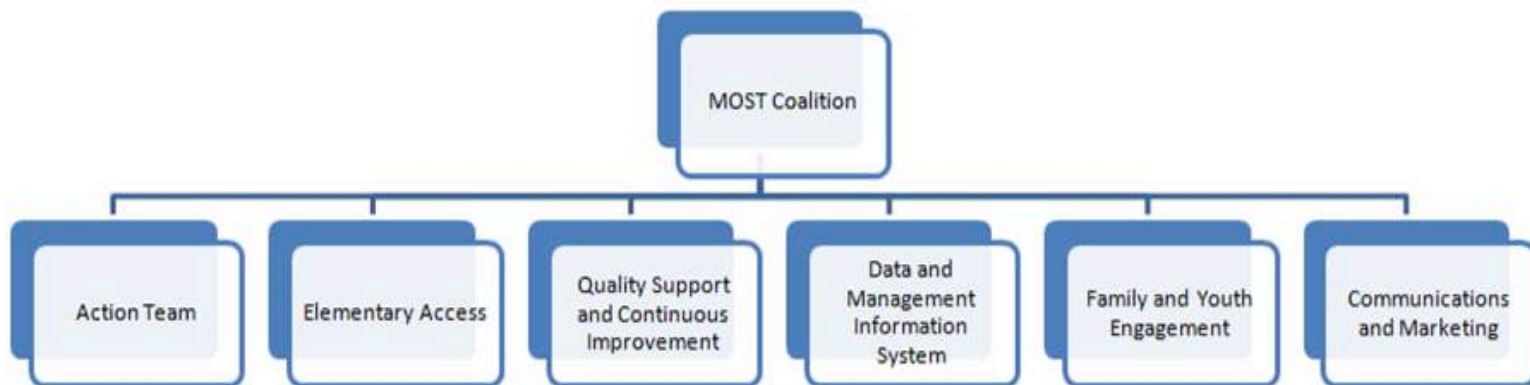 MOST Coalition
Action Team
Elementary Access
Quality Support
and Continuous
Improvement
Data and
Management
Information
System
Family and Youth
Engagement
Communications
and Marketing